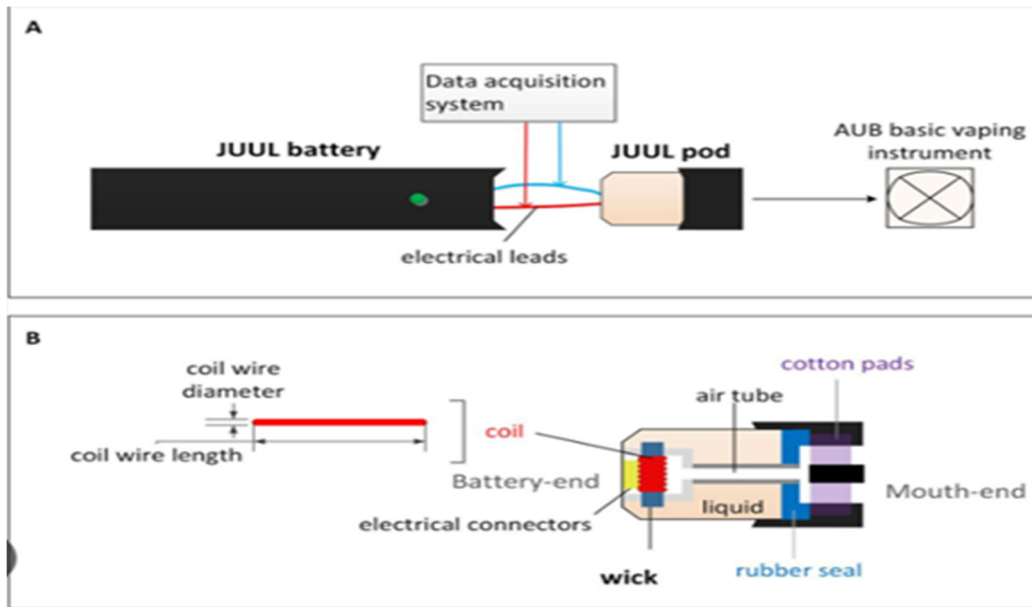 A
Data acquisition
system
JUUL battery
JUUL pod
AUB basic vaping
instrument
electrical leads
B
coil wire
diameter
coil wire length
coil
Battery-end
electrical connectors
wick
air tube
liquid
cotton pads
Mouth-end
rubber seal